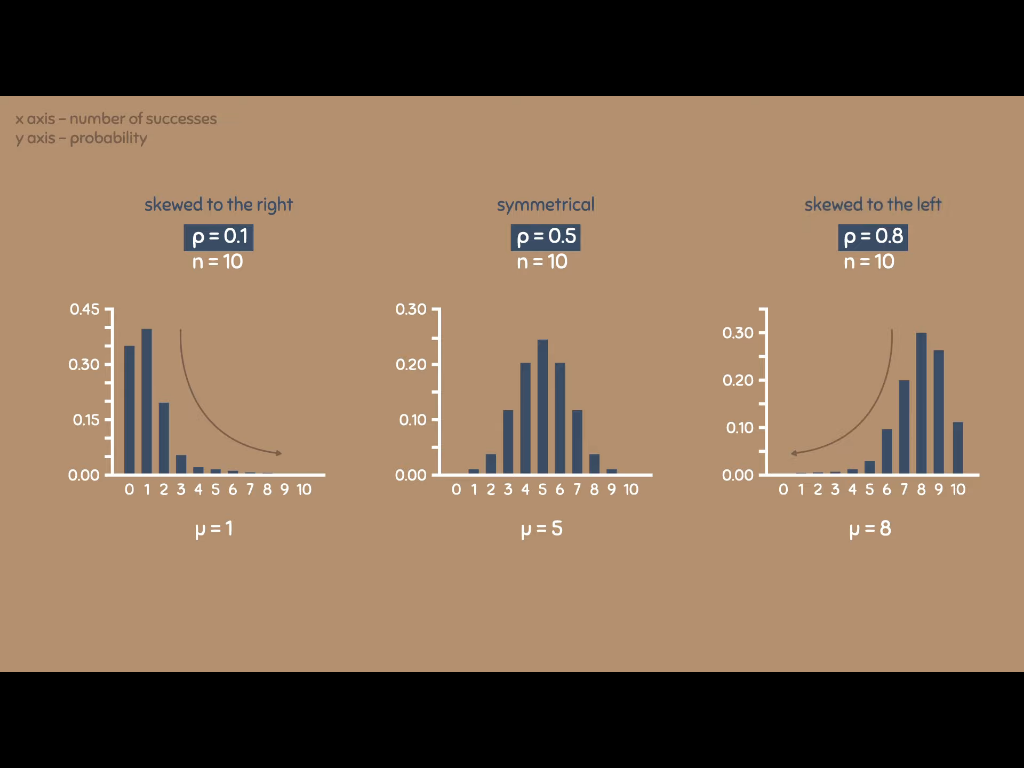 x axis – number of successes
y axis – probability
skewed to the right
ρ = 0.1
n = 10
0.45
0.30
0.15
0.00
0 1 2 3 4 5 6 7 8 9 10
μ = 1
symmetrical
ρ = 0.5
n = 10
0.30
0.20
0.10
0.00
0 1 2 3 4 5 6 7 8 9 10
μ = 5
skewed to the left
ρ = 0.8
n = 10
0.30
0.20
0.10
0.00
0 1 2 3 4 5 6 7 8 9 10
μ = 8